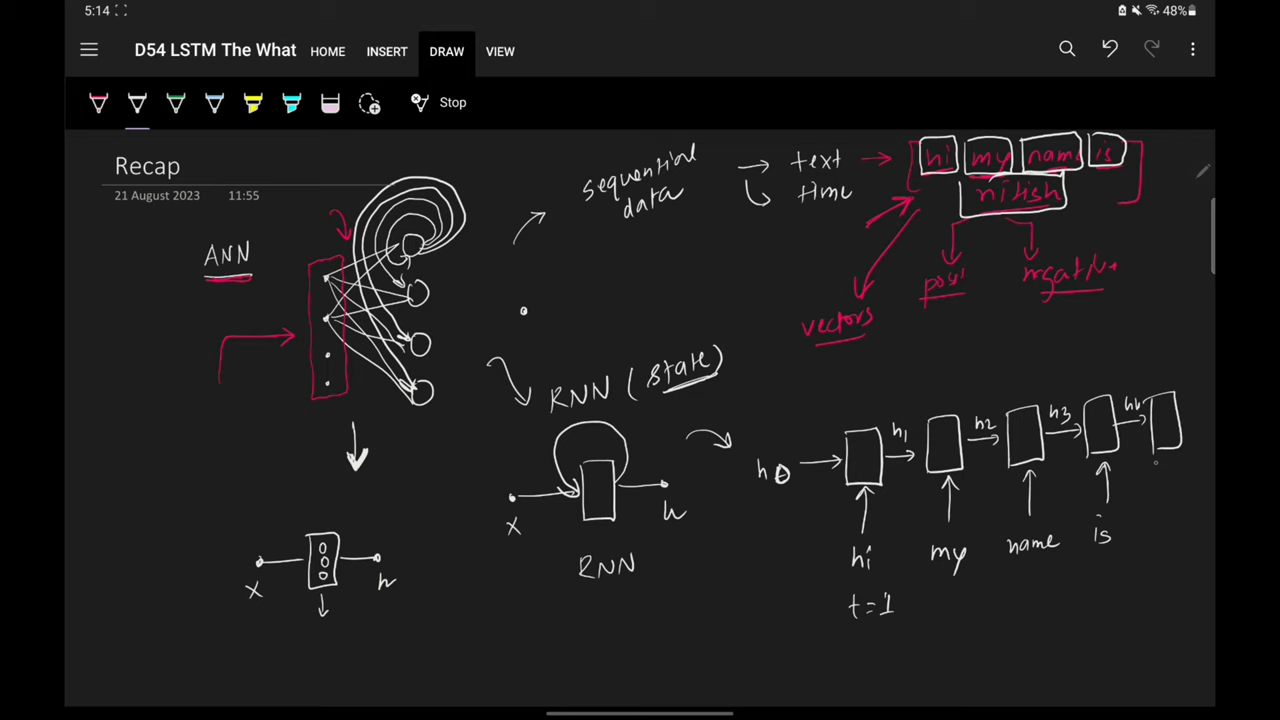 5:14
48%
D54 LSTM The What
HOME
INSERT
DRAW
VIEW
Stop
Recap
21 August 2023 11:55
ANN
sequential data
text
time
hi my name is
nitish
vectors
negative
RNN (state)
x
h
RNN
x
h
h0
h1
h2
h3
hi
my
name
is
t=1